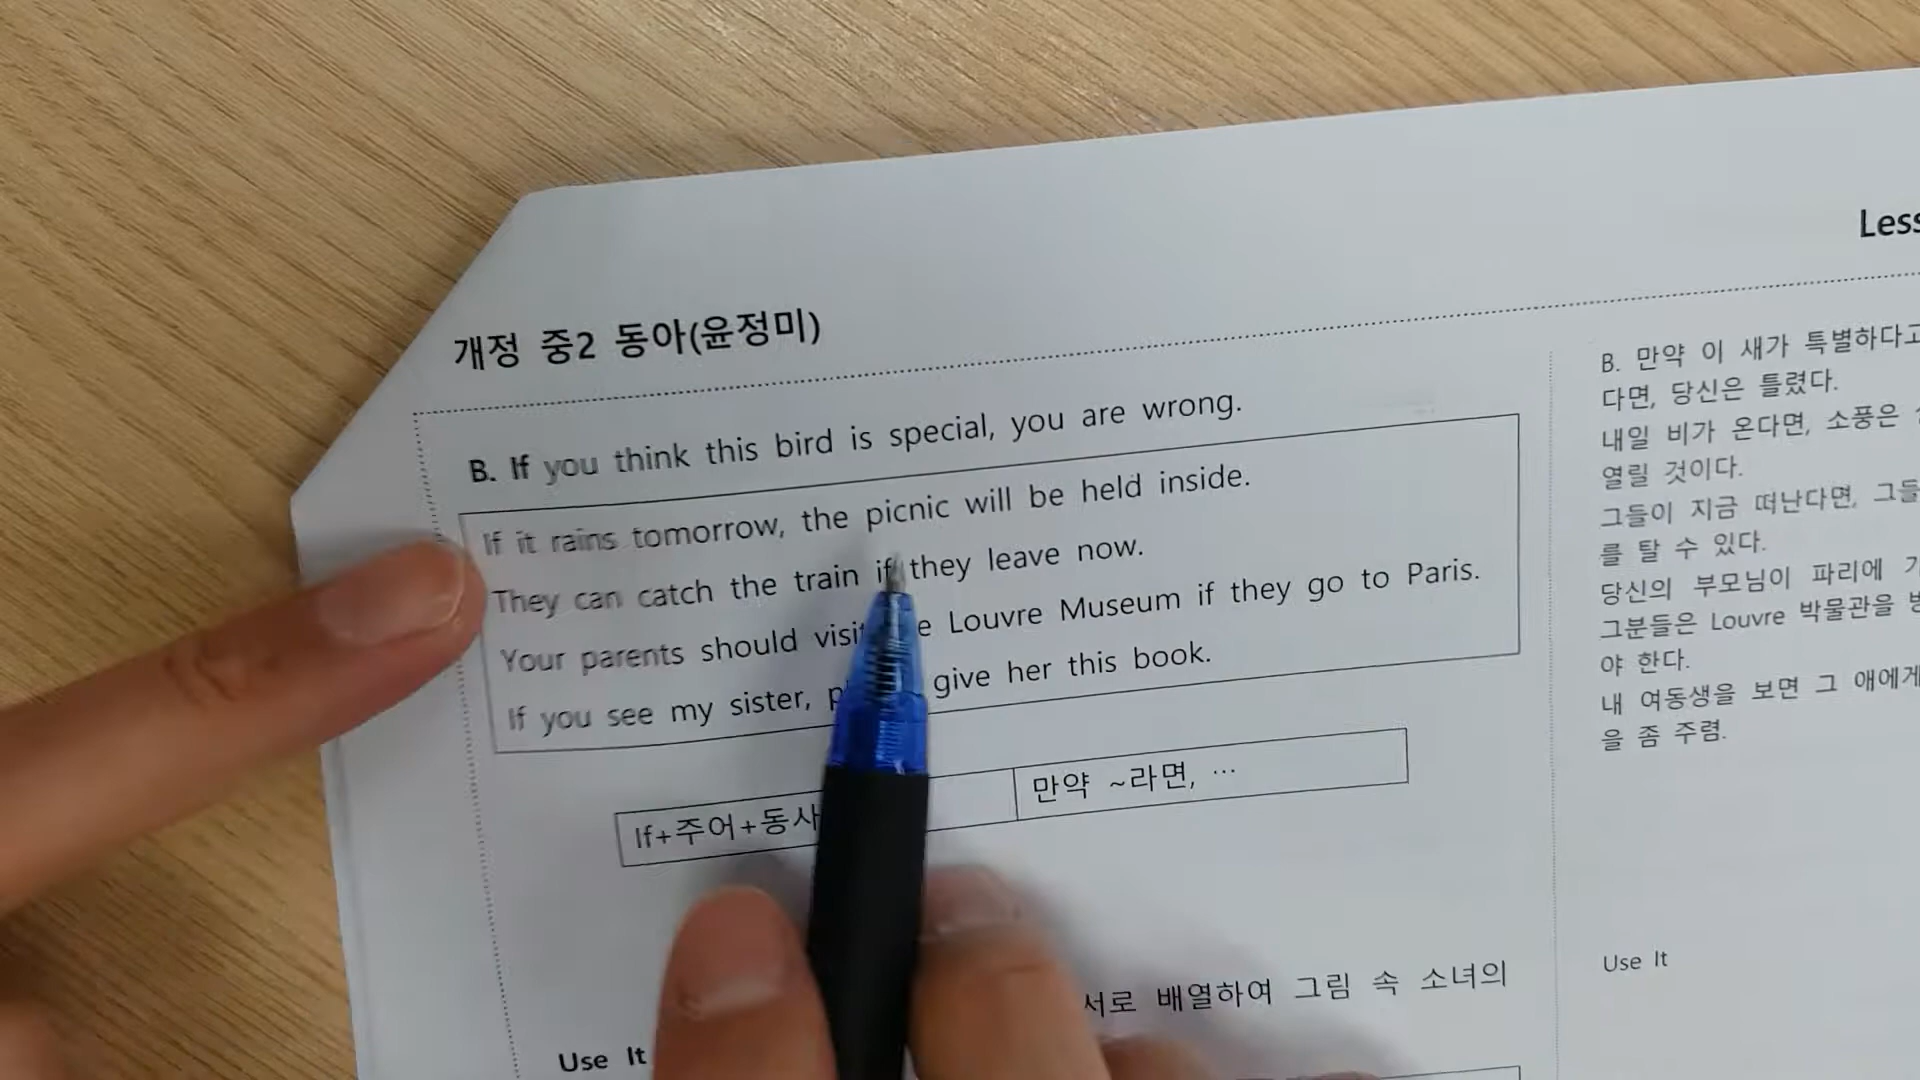 Less
개정 중2 동아(윤정미)
B. If you think this bird is special, you are wrong.
If it rains tomorrow, the picnic will be held inside.
They can catch the train if they leave now.
Your parents should visit Louvre Museum if they go to Paris.
If you see my sister, give her this book.
If+주어+동사
만약 ~라면, …
서로 배열하여 그림 속 소녀의
Use It
B. 만약 이 새가 특별하다고
다면, 당신은 틀렸다.
내일 비가 온다면, 소풍은
열릴 것이다.
그들이 지금 떠난다면, 그들
를 탈 수 있다.
당신의 부모님이 파리에
그분들은 Louvre 박물관을
야 한다.
내 여동생을 보면 그 애에게
을 좀 주렴.
Use It